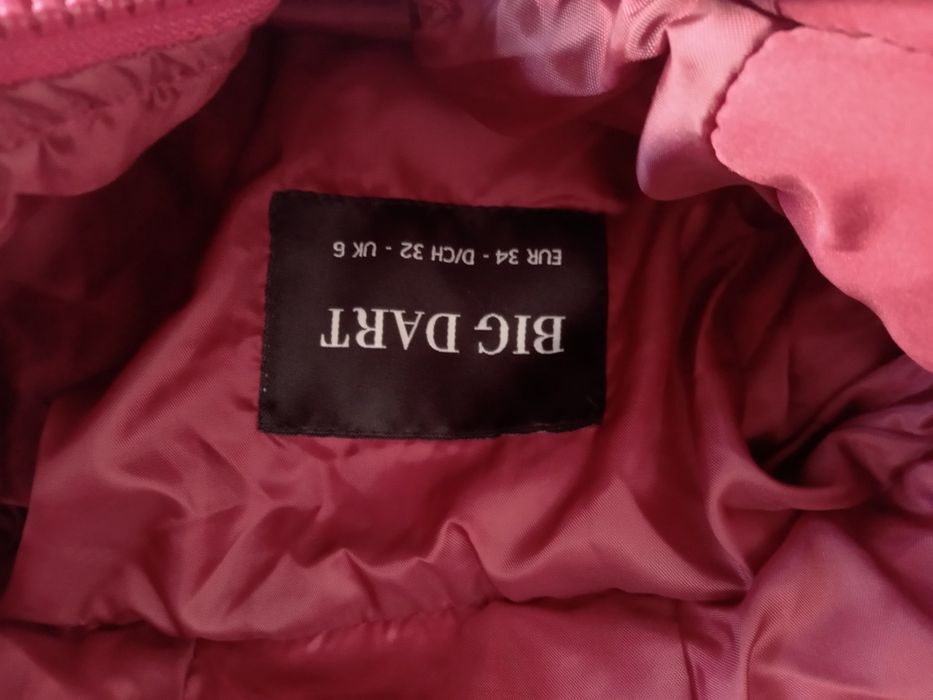 BIG DART
EUR 34 - D/CH 32 - UK 6